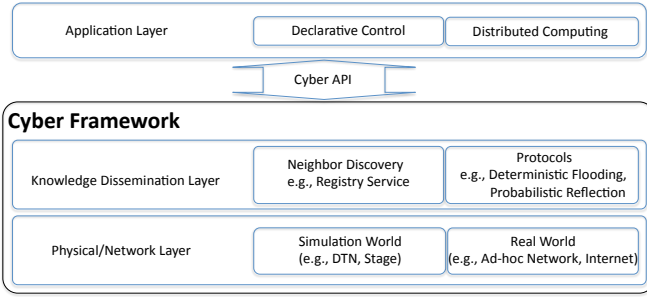 Application Layer
Declarative Control
Distributed Computing
Cyber API
Cyber Framework
Knowledge Dissemination Layer
Neighbor Discovery
e.g., Registry Service
Protocols
e.g., Deterministic Flooding,
Probabilistic Reflection
Physical/Network Layer
Simulation World
(e.g., DTN, Stage)
Real World
(e.g., Ad-hoc Network, Internet)